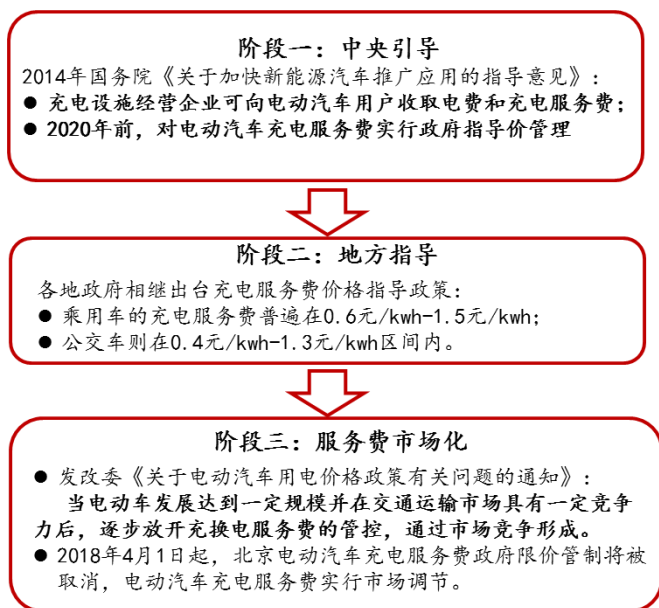 阶段一：中央引导
2014年国务院《关于加快新能源汽车推广应用的指导意见》：
● 充电设施经营企业可向电动汽车用户收取电费和充电服务费；
● 2020年前，对电动汽车充电服务费实行政府指导价管理
阶段二：地方指导
各地政府相继出台充电服务费价格指导政策：
● 乘用车的充电服务费普遍在0.6元/kwh-1.5元/kwh；
● 公交车则在0.4元/kwh-1.3元/kwh区间内。
阶段三：服务费市场化
● 发改委《关于电动汽车用电价格政策有关问题的通知》：
当电动车发展达到一定规模并在交通运输市场具有一定竞争
力后，逐步放开充换电服务费的管控，通过市场竞争形成。
● 2018年4月1日起，北京电动汽车充电服务费政府限价管制将被
取消，电动汽车充电服务费实行市场调节。